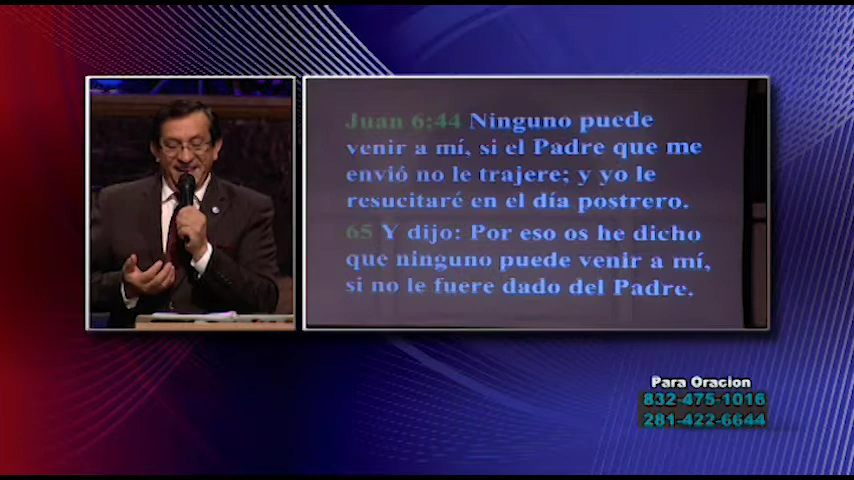 Juan 6:44 Ninguno puede
venir a mí, si el Padre que me
envió no le trajere; y yo le
resucitaré en el día postrero.
65 Y dijo: Por eso os he dicho
que ninguno puede venir a mí,
si no le fuere dado del Padre.
Para Oracion
832-475-1016
281-422-6644